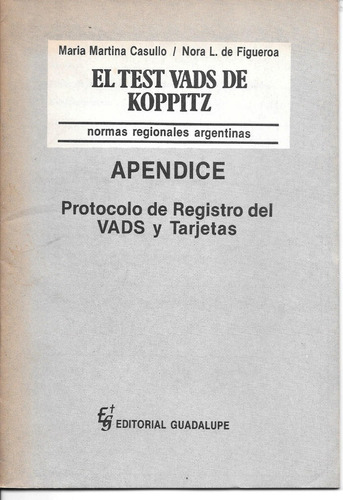 Maria Martina Casullo / Nora L. de Figueroa
EL TEST VADS DE
KOPPITZ
normas regionales argentinas
APENDICE
Protocolo de Registro del
VADS y Tarjetas
EG EDITORIAL GUADALUPE